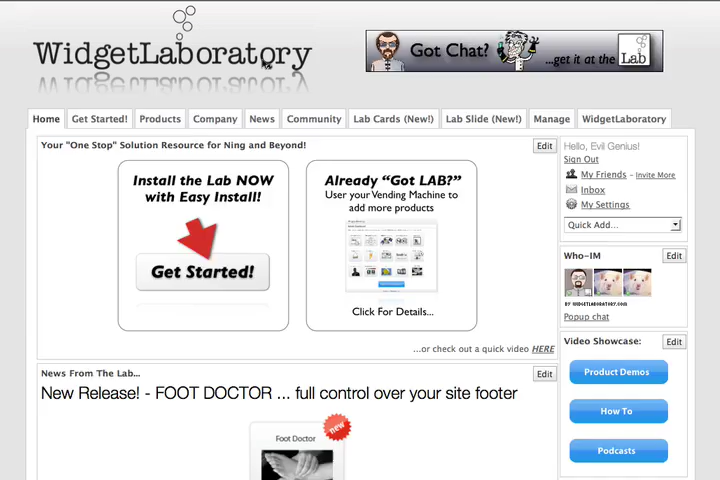 WidgetLaboratory
Got Chat?
...get it at the
Lab
Home
Get Started!
Products
Company
News
Community
Lab Cards (New!)
Lab Slide (New!)
Manage
WidgetLaboratory
Your "One Stop" Solution Resource for Ning and Beyond!
Edit
Install the Lab NOW
with Easy Install!
Get Started!
Already “Got LAB?”
User your Vending Machine to
add more products
Click For Details...
...or check out a quick video HERE
News From The Lab...
Edit
New Release! - FOOT DOCTOR ... full control over your site footer
Foot Doctor
new
Hello, Evil Genius!
Sign Out
My Friends - Invite More
Inbox
My Settings
Quick Add...
Who-IM
Edit
BY WIDGETLABORATORY.COM
Popup chat
Video Showcase:
Edit
Product Demos
How To
Podcasts